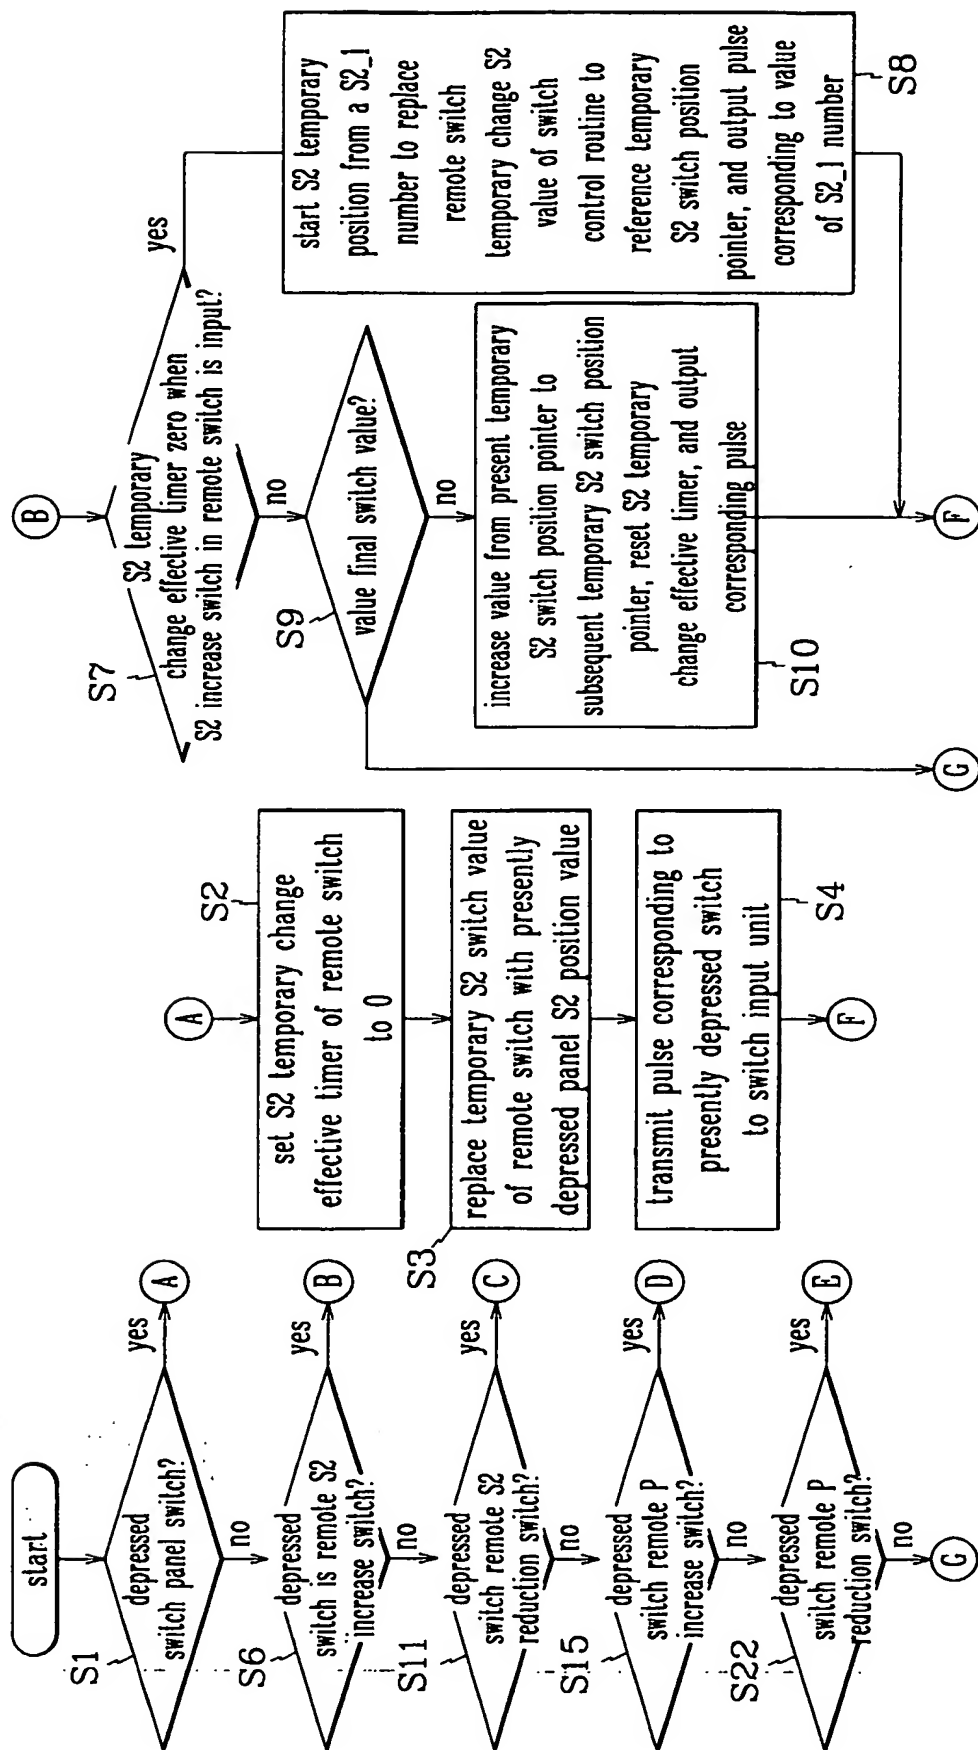 start
S1
depressed
switch panel switch?
yes
A
no
S6
depressed
switch is remote S2
increase switch?
yes
B
no
S11
depressed
switch remote S2
reduction switch?
yes
C
no
S15
depressed
switch remote P
increase switch?
yes
D
no
S22
depressed
switch remote P
reduction switch?
yes
E
no
G
A
S2
set S2 temporary change
effective timer of remote switch
to 0
S3
replace temporary S2 switch value
of remote switch with presently
depressed panel S2 position value
transmit pulse corresponding to
presently depressed switch
to switch input unit
S4
F
B
S7
S2 temporary
change effective timer zero when
S2 increase switch in remote switch is input?
yes
no
S9
value final switch value?
no
G
increase value from present temporary
S2 switch position pointer to
subsequent temporary S2 switch position
pointer, reset S2 temporary
change effective timer, and output
corresponding pulse
S10
start S2 temporary
position from a S2_1
number to replace
remote switch
temporary change S2
value of switch
control routine to
reference temporary
S2 switch position
pointer, and output pulse
corresponding to value
of S2_1 number
S8
F